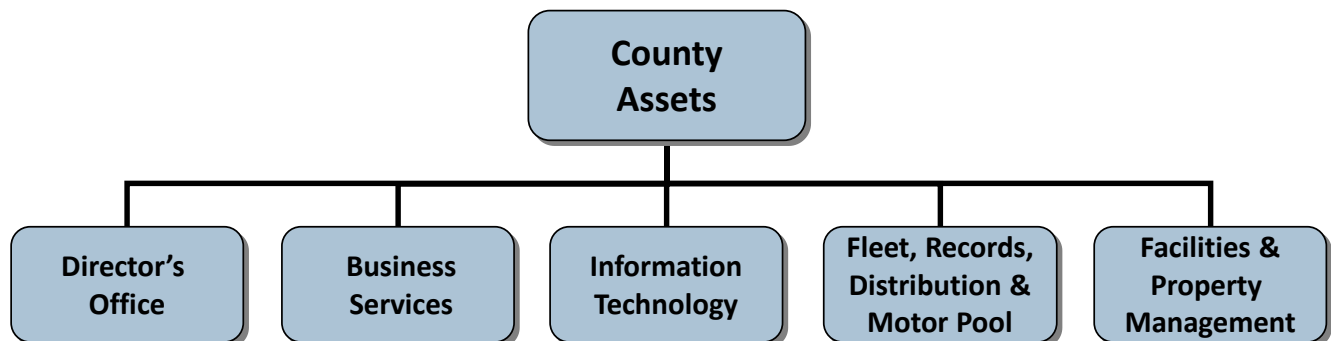 County
Assets
Director’s
Office
Business
Services
Information
Technology
Fleet, Records,
Distribution &
Motor Pool
Facilities &
Property
Management